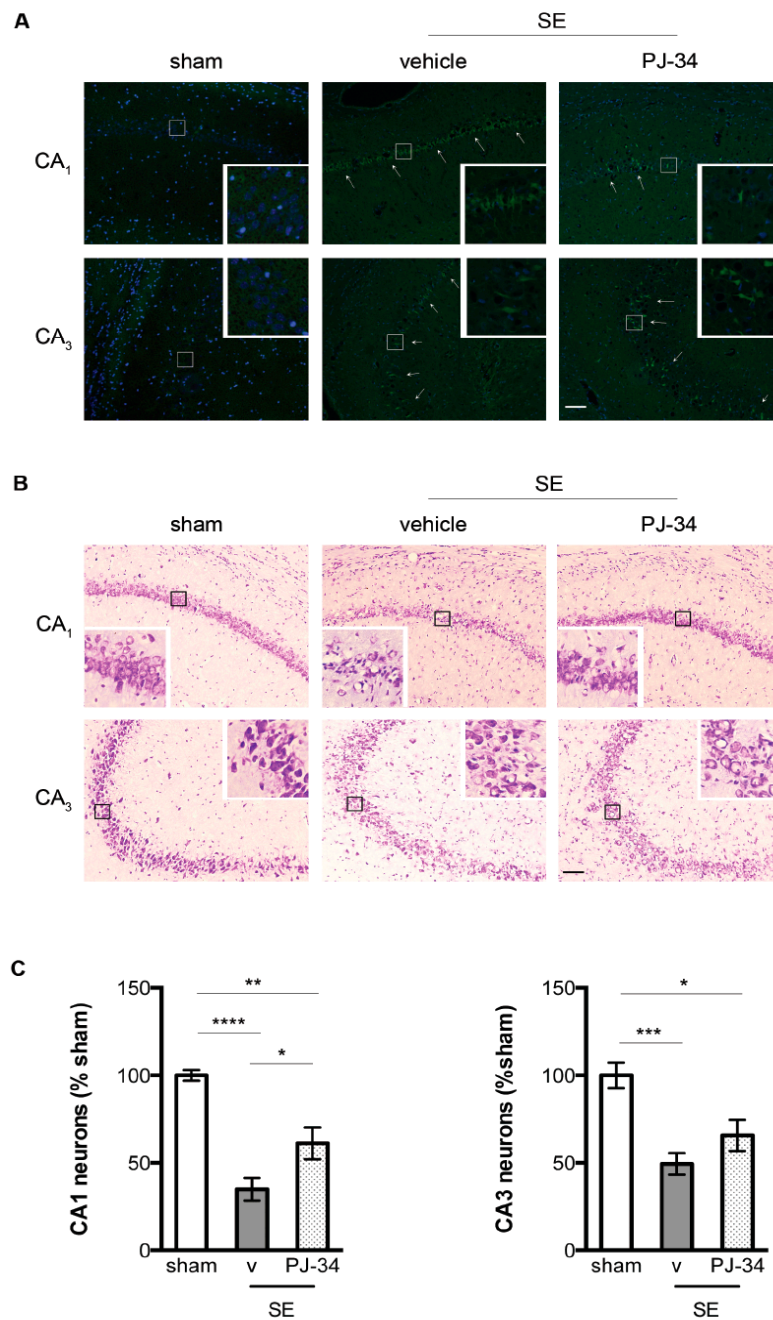 A
SE
sham vehicle PJ-34
CA1
CA3
B
SE
sham vehicle PJ-34
CA1
CA3
C
CA1 neurons (% sham)
150
100
50
0
**
****
*
sham v PJ-34
SE
CA3 neurons (%sham)
150
100
50
0
*
***
sham v PJ-34
SE